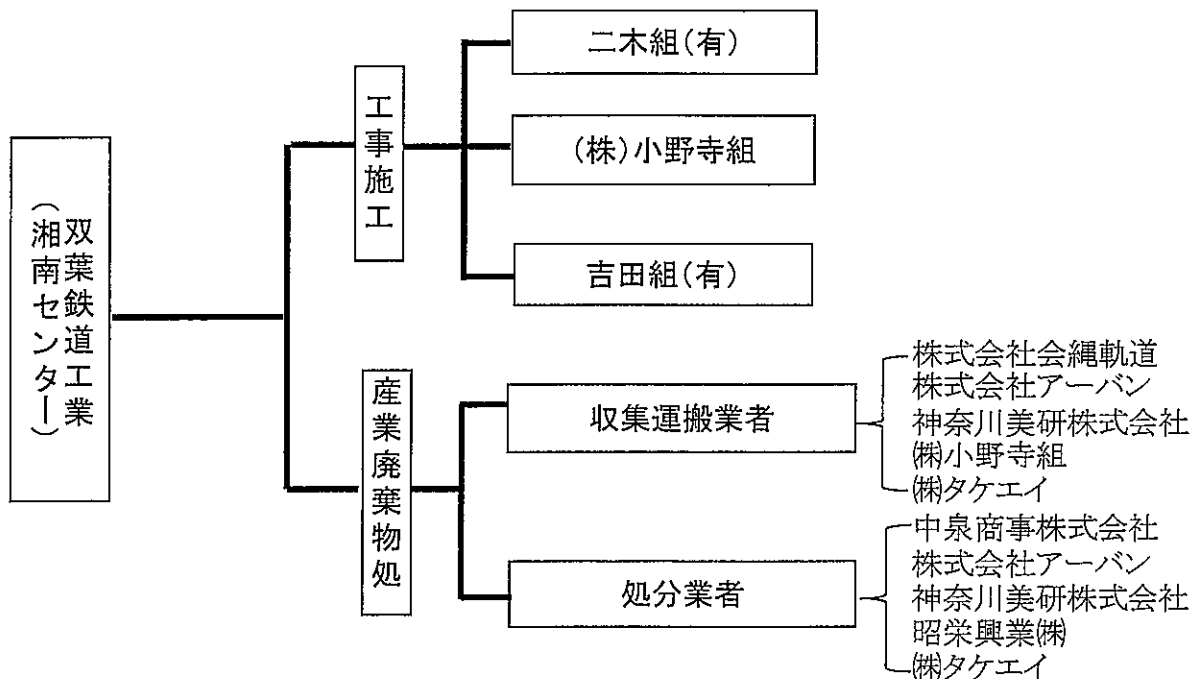 双葉鉄道工業
(湘南センター)
工事施工
二木組(有)
(株)小野寺組
吉田組(有)
産業廃棄物処
収集運搬業者
株式会社会縄軌道
株式会社アーバン
神奈川美研株式会社
㈱小野寺組
㈱タケエイ
処分業者
中泉商事株式会社
株式会社アーバン
神奈川美研株式会社
昭栄興業㈱
㈱タケエイ